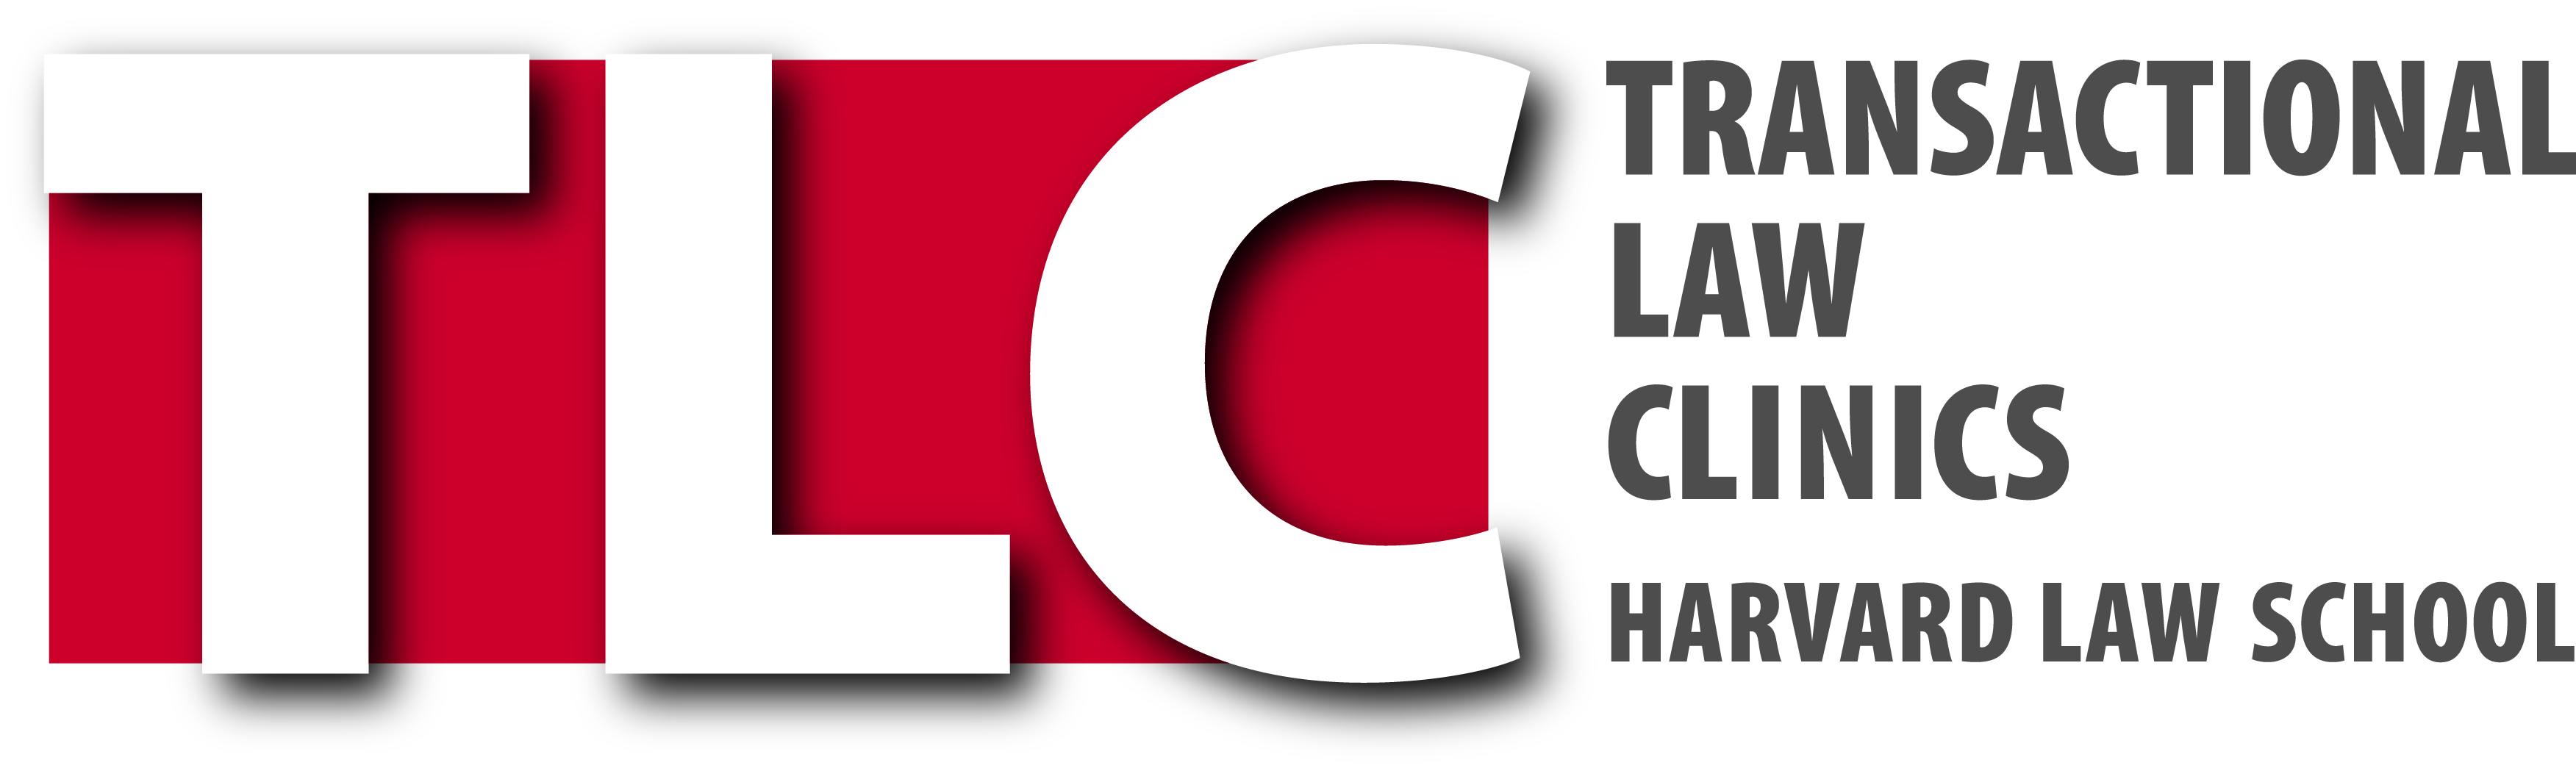 TLC
TRANSACTIONAL
LAW
CLINICS
HARVARD LAW SCHOOL